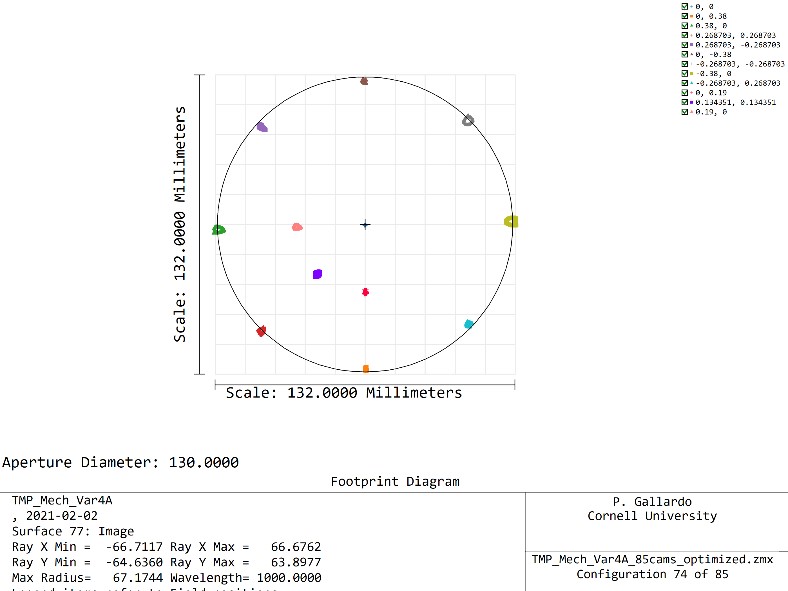 0, 0
0, 0.38
0.38, 0
0.268703, 0.268703
0.268703, -0.268703
0, -0.38
-0.268703, -0.268703
-0.38, 0
-0.268703, 0.268703
0, 0.19
0.134351, 0.134351
0.19, 0
Scale: 132.0000 Millimeters
Scale: 132.0000 Millimeters
Aperture Diameter: 130.0000
Footprint Diagram
TMP_Mech_Var4A
, 2021-02-02
Surface 77: Image
Ray X Min = -66.7117 Ray X Max = 66.6762
Ray Y Min = -64.6360 Ray Y Max = 63.8977
Max Radius= 67.1744 Wavelength= 1000.0000
P. Gallardo
Cornell University
TMP_Mech_Var4A_85cams_optimized.zmx
Configuration 74 of 85